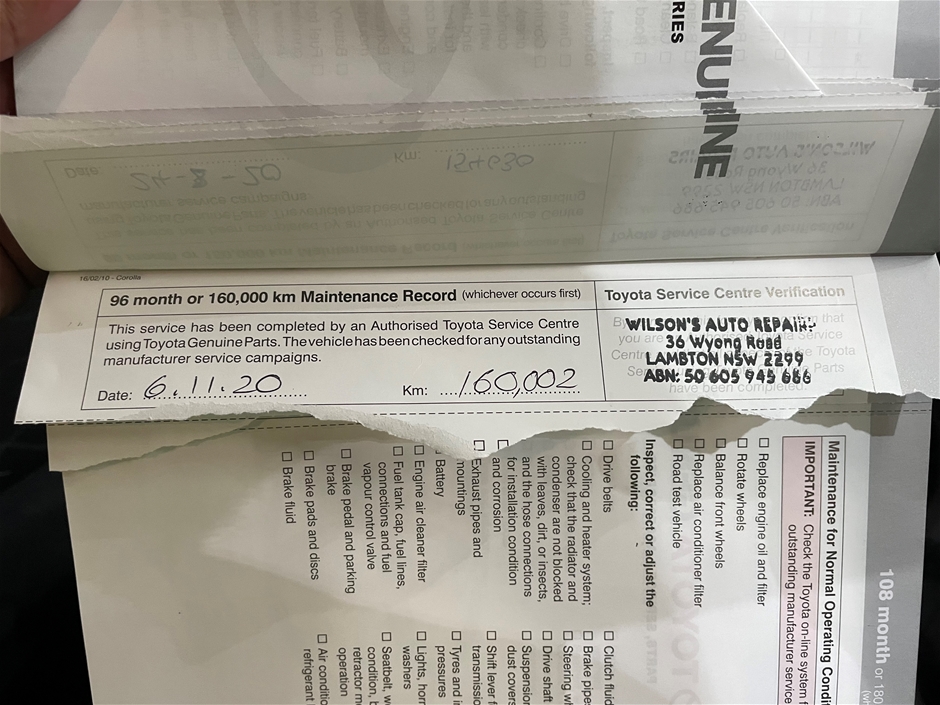 ENUINE
RIES
Date 24-8-20 Km: 154630
16/02/10 - Corolla
96 month or 160,000 km Maintenance Record (whichever occurs first)
This service has been completed by an Authorised Toyota Service Centre
using Toyota Genuine Parts. The vehicle has been checked for any outstanding
manufacturer service campaigns.
Date: 6.11.20 Km: 160,002
Toyota Service Centre Verification
WILSON'S AUTO REPAIRS
36 Wyong Road
LAMBTON NSW 2299
ABN: 50 605 945 666
108 month or 180
Maintenance for Normal Operating Condit
IMPORTANT: Check the Toyota on-line system f
outstanding manufacturer service
☐ Replace engine oil and filter
☐ Rotate wheels
☐ Balance front wheels
☐ Replace air conditioner filter
☐ Road test vehicle
Inspect, correct or adjust the
following:
☐ Drive belts
☐ Cooling and heater system;
check that the radiator and
condenser are not blocked
with leaves, dirt, or insects,
and the hose connections
for installation condition
and corrosion
☐ Exhaust pipes and
mountings
Battery
☐ Engine air cleaner filter
☐ Fuel tank cap, fuel lines,
connections and fuel
vapour control valve
☐ Brake pedal and parking
brake
☐ Brake pads and discs
☐ Brake fluid
☐ Clutch fluid
☐ Brake pipes
☐ Steering wh
☐ Drive shaft
☐ Suspension
dust covers
☐ Shift lever f
transmissio
☐ Tyres and i
pressures
☐ Lights, horn
washers
☐ Seatbelt, w
condition, b
retractor m
operation
☐ Air conditio
refrigerant